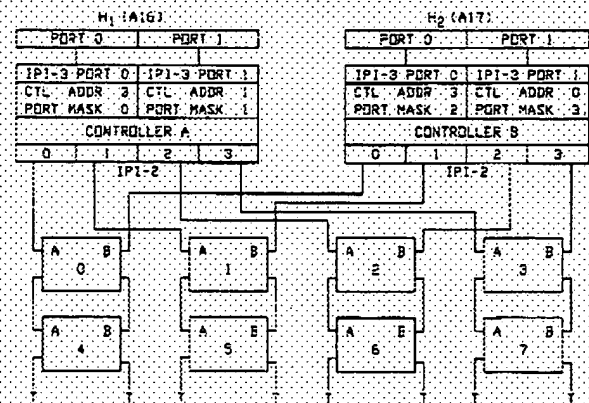 H1 (A16) H2 (A17)
PORT 0 PORT 1 PORT 0 PORT 1
IPI-3 PORT 0 IPI-3 PORT 1 IPI-3 PORT 0 IPI-3 PORT 1
CTL ADDR 3 CTL ADDR 1 CTL ADDR 3 CTL ADDR 0
PORT MASK 0 PORT MASK 1 PORT MASK 2 PORT MASK 3
CONTROLLER A CONTROLLER B
0 1 2 3 0 1 2 3
IPI-2 IPI-2
A B A B A B A B
0 1 2 3
A B A B A E A B
4 5 6 7
T T T T T T T T